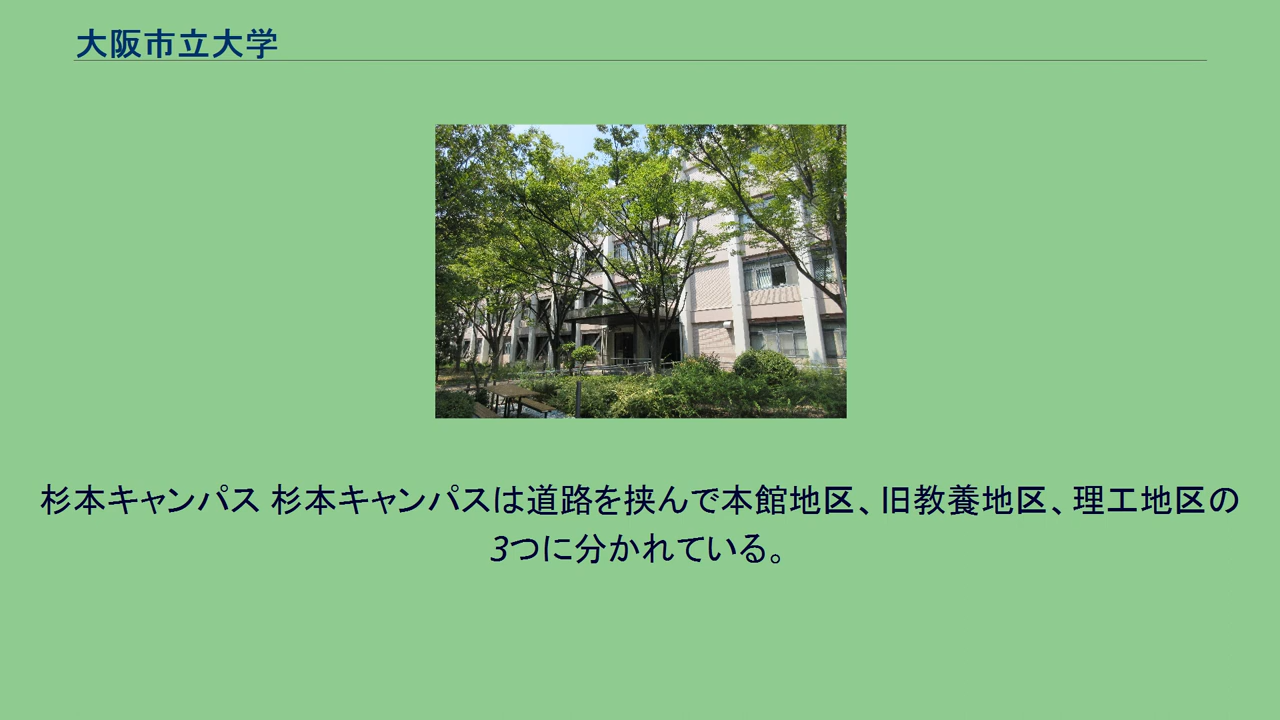 大阪市立大学
杉本キャンパス 杉本キャンパスは道路を挟んで本館地区、旧教養地区、理工地区の
3つに分かれている。